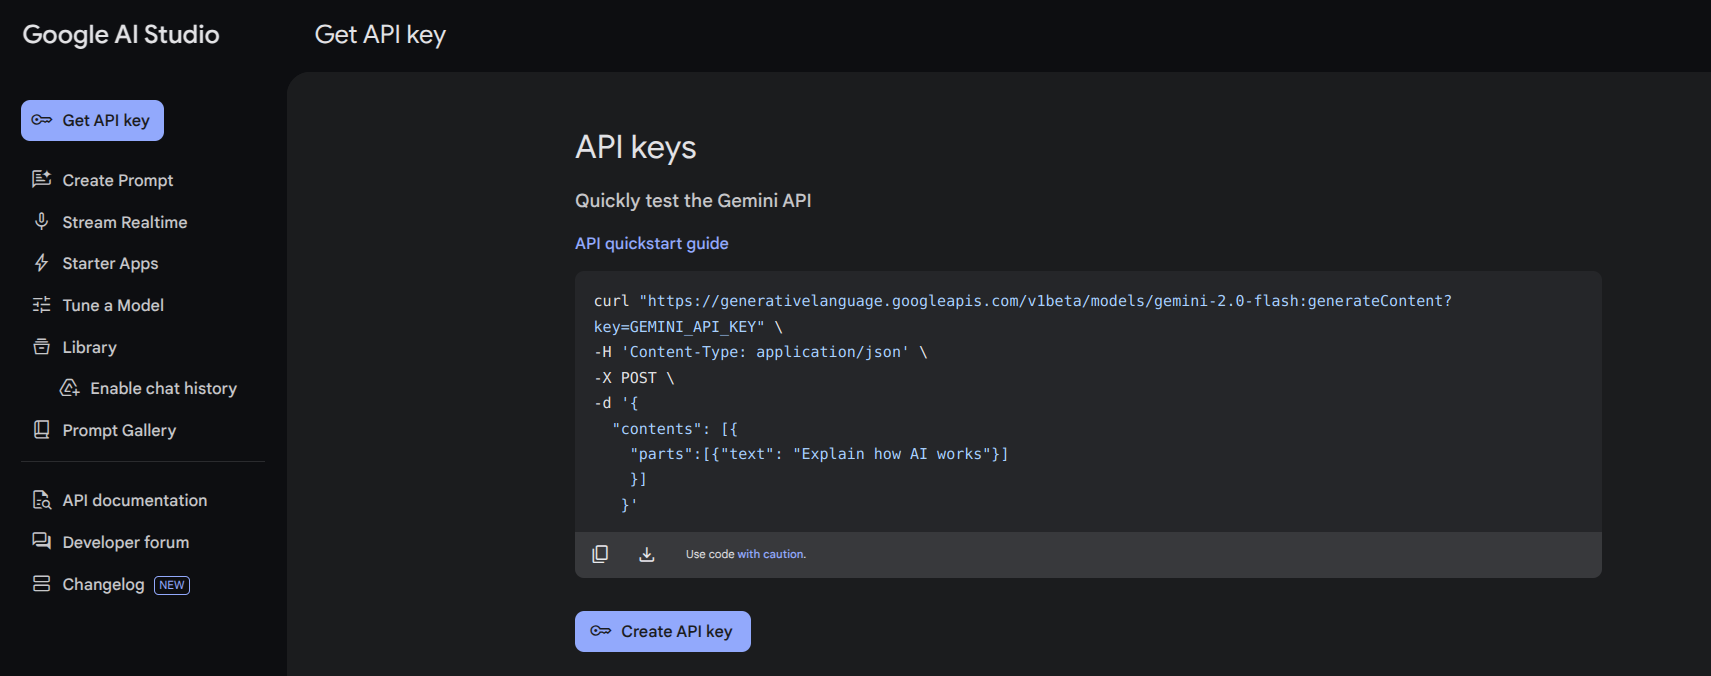 Google AI Studio
Get API key
Get API key
Create Prompt
Stream Realtime
Starter Apps
Tune a Model
Library
Enable chat history
Prompt Gallery
API documentation
Developer forum
Changelog NEW
API keys
Quickly test the Gemini API
API quickstart guide
curl "https://generativelanguage.googleapis.com/v1beta/models/gemini-2.0-flash:generateContent?
key=GEMINI_API_KEY" \
-H 'Content-Type: application/json' \
-X POST \
-d '{
  "contents": [{
    "parts":[{"text": "Explain how AI works"}]
    }]
   }'
Use code with caution.
Create API key